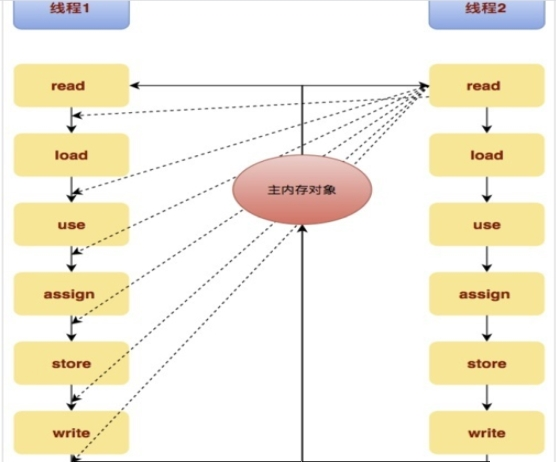 线程1
线程2
read
read
load
load
主内存对象
use
use
assign
assign
store
store
write
write